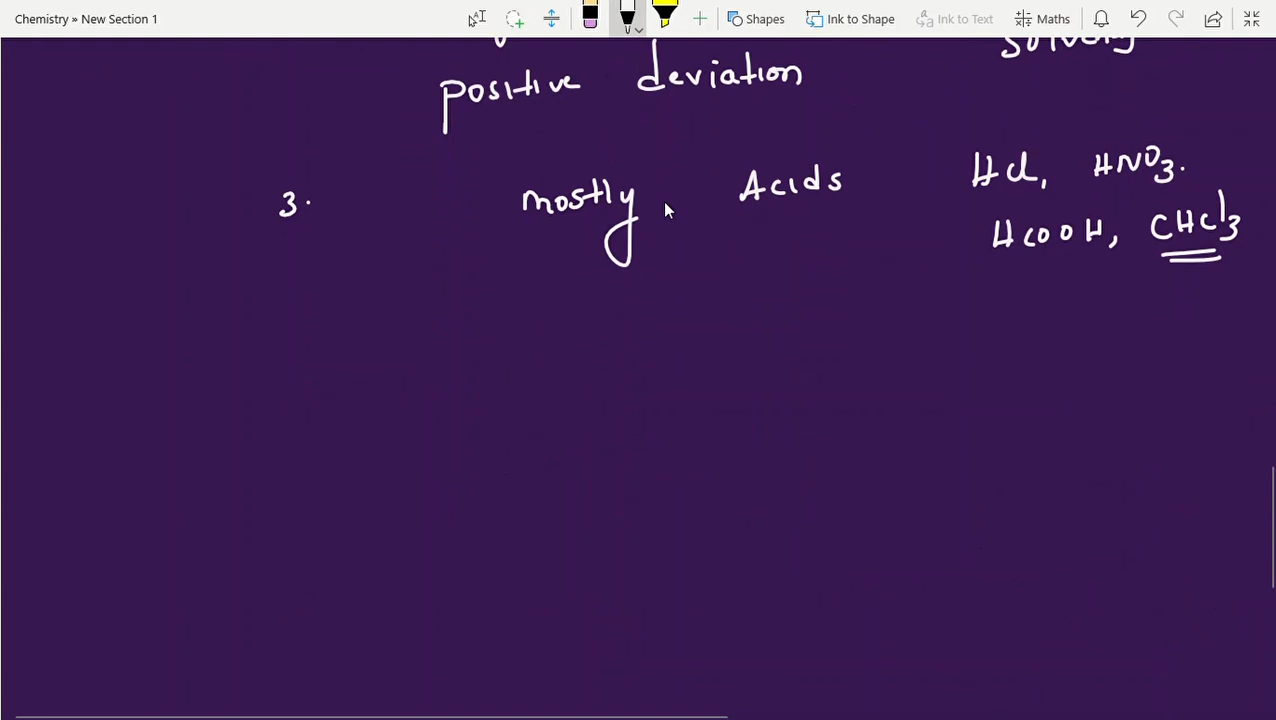 Chemistry » New Section 1
Shapes
Ink to Shape
Ink to Text
Maths
positive deviation
3. mostly Acids HCl, HNO3.
HCOOH, CHCl3